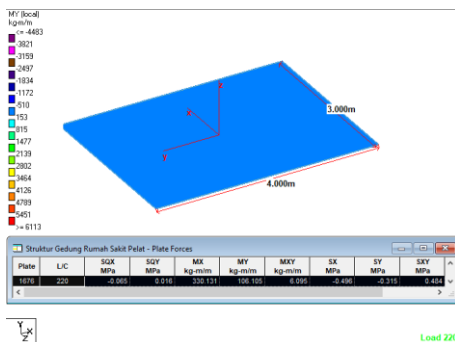 MY (local)
kg-m/m
<= -4483
-3821
-3159
-2497
-1834
-1172
-510
153
815
1477
2139
2802
3464
4126
4789
5451
>= 6113
3.000m
4.000m
Struktur Gedung Rumah Sakit Pelat - Plate Forces
Plate L/C SQX MPa SQY MPa MX kg-m/m MY kg-m/m MXY kg-m/m SX MPa SY MPa SXY MPa
1676 220 -0.065 0.016 330.131 106.105 6.095 -0.496 -0.315 0.484
Y
X
Z
Load 220